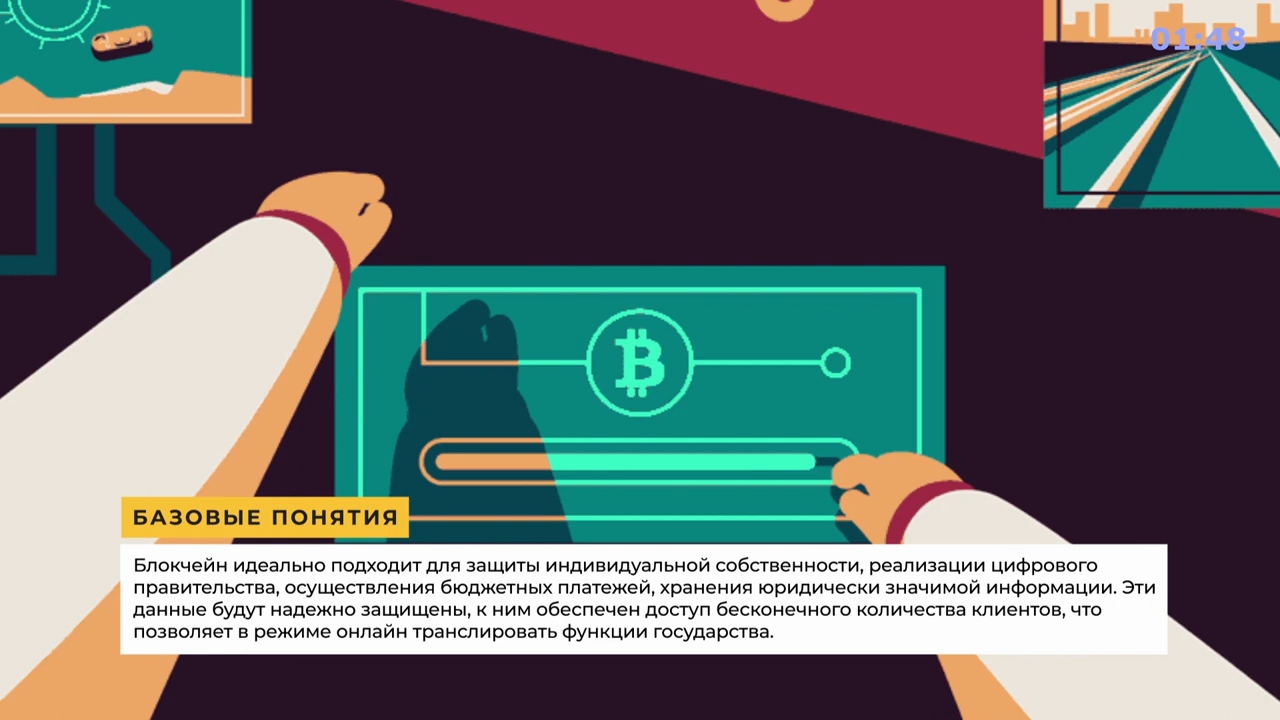 01:48
БАЗОВЫЕ ПОНЯТИЯ
Блокчейн идеально подходит для защиты индивидуальной собственности, реализации цифрового
правительства, осуществления бюджетных платежей, хранения юридически значимой информации. Эти
данные будут надежно защищены, к ним обеспечен доступ бесконечного количества клиентов, что
позволяет в режиме онлайн транслировать функции государства.